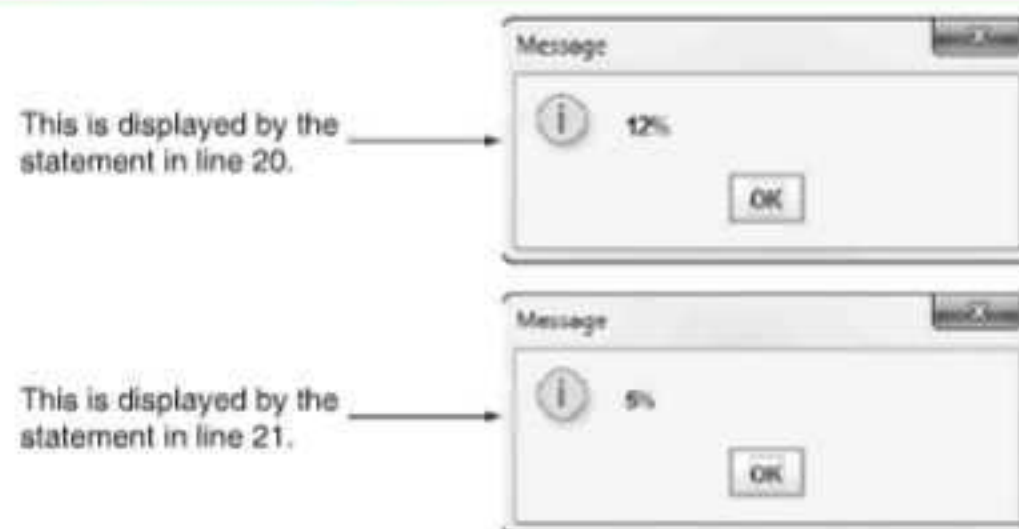 Message
This is displayed by the
statement in line 20.
12%
OK
Message
This is displayed by the
statement in line 21.
5%
OK